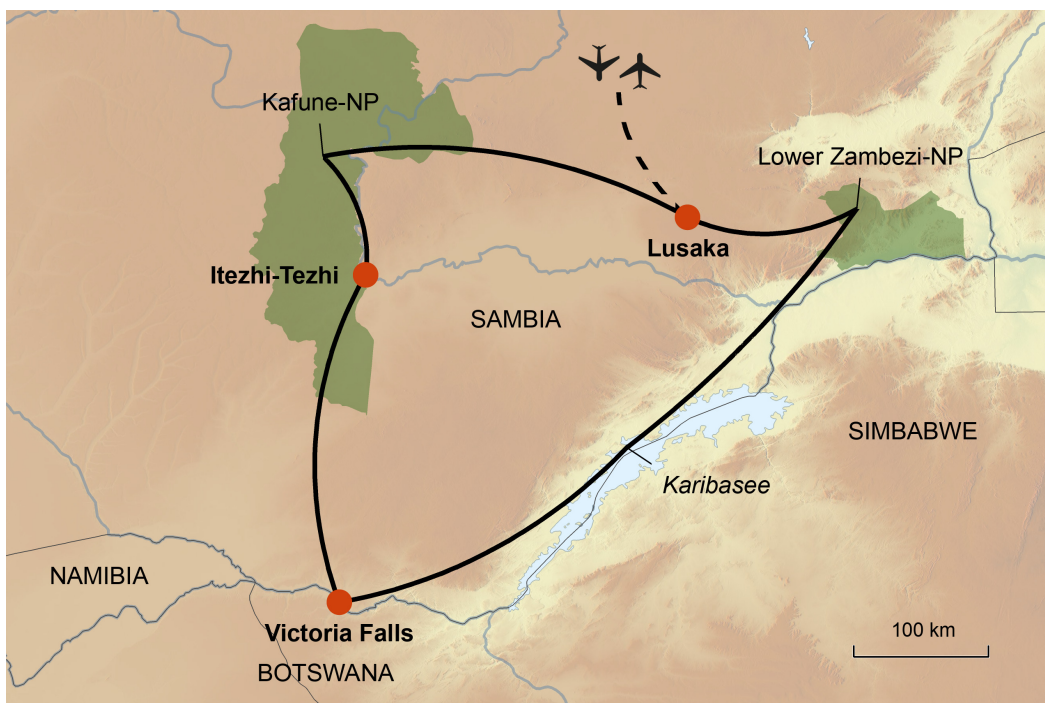 Kafune-NP
Lower Zambezi-NP
Lusaka
Itezhi-Tezhi
SAMBIA
SIMBABWE
Karibasee
NAMIBIA
100 km
Victoria Falls
BOTSWANA